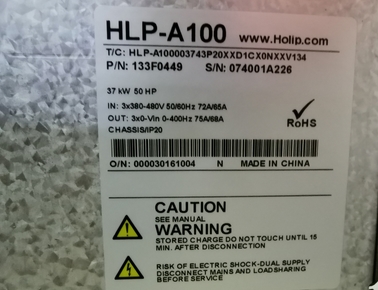 HLP-A100 www.Holip.com
T/C: HLP-A100003743P20XXD1CX0NXXV134
P/N: 133F0449 S/N: 074001A226
37 kW 50 HP
IN: 3x380-480V 50/60Hz 72A/65A
OUT: 3x0-Vin 0-400Hz 75A/68A
CHASSIS/IP20
RoHS
O/N: 000030161004 N MADE IN CHINA
CAUTION
SEE MANUAL
WARNING
STORED CHARGE DO NOT TOUCH UNTIL 15
MIN. AFTER DISCONNECTION
RISK OF ELECTRIC SHOCK-DUAL SUPPLY
DISCONNECT MAINS AND LOADSHARING
BEFORE SERVICE